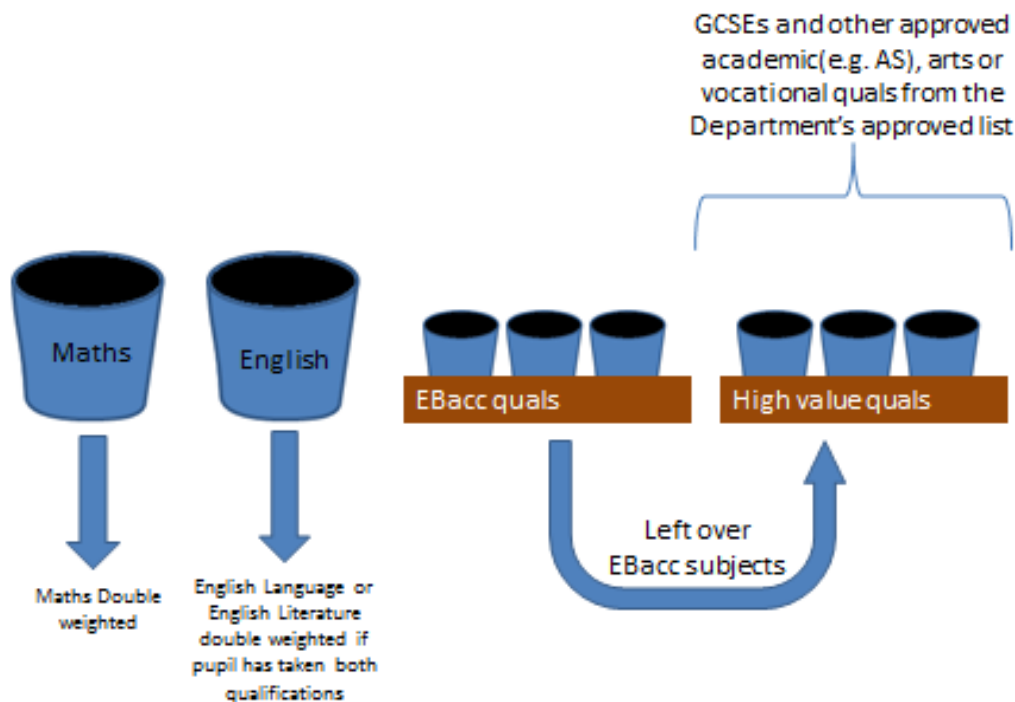 GCSEs and other approved
academic(e.g. AS), arts or
vocational quals from the
Department's approved list
Maths
English
EBacc quals
High value quals
Left over
EBacc subjects
Maths Double
weighted
English Language or
English Literature
double weighted if
pupil has taken both
qualifications